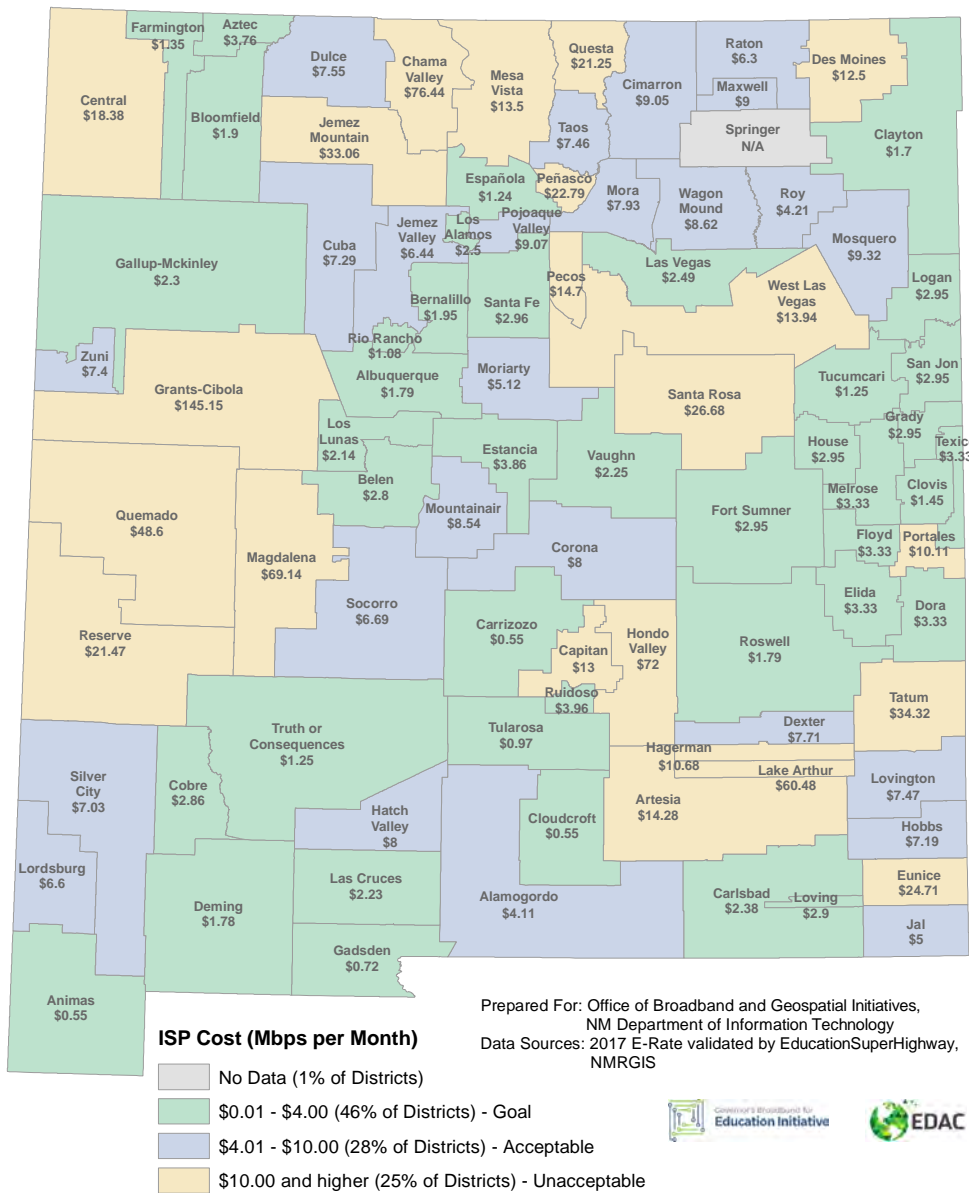 Farmington
$1.35
Aztec
$3.76
Dulce
$7.55
Chama
Valley
$76.44
Mesa
Vista
$13.5
Questa
$21.25
Cimarron
$9.05
Raton
$6.3
Maxwell
$9
Des Moines
$12.5
Central
$18.38
Bloomfield
$1.9
Jemez
Mountain
$33.06
Taos
$7.46
Springer
N/A
Clayton
$1.7
Española
$1.24
Peñasco
$22.79
Mora
$7.93
Wagon
Mound
$8.62
Roy
$4.21
Pojoaque
Valley
$9.07
Los
Alamos
$2.5
Jemez
Valley
$6.44
Cuba
$7.29
Mosquero
$9.32
Gallup-Mckinley
$2.3
Bernalillo
$1.95
Santa Fe
$2.96
Pecos
$14.7
Las Vegas
$2.49
West Las
Vegas
$13.94
Logan
$2.95
Rio Rancho
$1.08
Zuni
$7.4
Grants-Cibola
$145.15
Albuquerque
$1.79
Moriarty
$5.12
Santa Rosa
$26.68
Tucumcari
$1.25
San Jon
$2.95
Los
Lunas
$2.14
Estancia
$3.86
Vaughn
$2.25
House
$2.95
Grady
$2.95
Texico
$3.33
Belen
$2.8
Mountainair
$8.54
Fort Sumner
$2.95
Melrose
$3.33
Clovis
$1.45
Quemado
$48.6
Magdalena
$69.14
Corona
$8
Floyd
$3.33
Portales
$10.11
Socorro
$6.69
Elida
$3.33
Dora
$3.33
Reserve
$21.47
Carrizozo
$0.55
Capitan
$13
Hondo
Valley
$72
Roswell
$1.79
Ruidoso
$3.96
Tatum
$34.32
Truth or
Consequences
$1.25
Tularosa
$0.97
Dexter
$7.71
Hagerman
$10.68
Lake Arthur
$60.48
Silver
City
$7.03
Cobre
$2.86
Artesia
$14.28
Lovington
$7.47
Hatch
Valley
$8
Cloudcroft
$0.55
Hobbs
$7.19
Lordsburg
$6.6
Las Cruces
$2.23
Alamogordo
$4.11
Carlsbad
$2.38
Loving
$2.9
Eunice
$24.71
Deming
$1.78
Jal
$5
Gadsden
$0.72
Animas
$0.55
Prepared For: Office of Broadband and Geospatial Initiatives,
NM Department of Information Technology
Data Sources: 2017 E-Rate validated by EducationSuperHighway,
NMRGIS
ISP Cost (Mbps per Month)
No Data (1% of Districts)
$0.01 - $4.00 (46% of Districts) - Goal
$4.01 - $10.00 (28% of Districts) - Acceptable
$10.00 and higher (25% of Districts) - Unacceptable
Governor's Broadband for
Education Initiative
EDAC